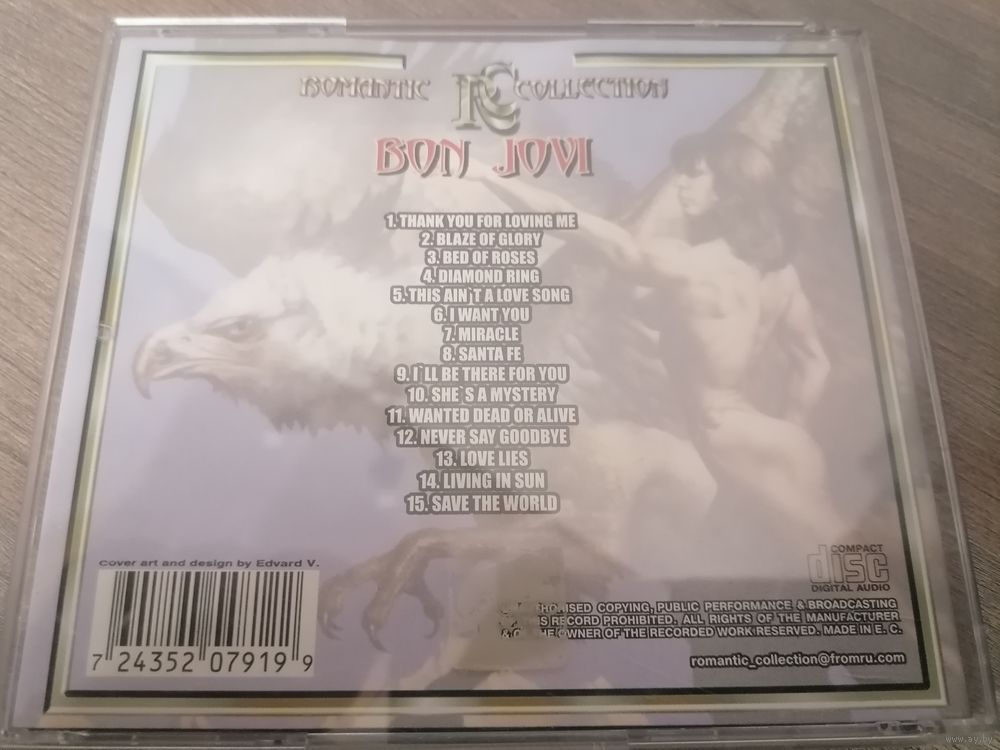 ROMANTIC RC COLLECTION
BON JOVI
1. THANK YOU FOR LOVING ME
2. BLAZE OF GLORY
3. BED OF ROSES
4. DIAMOND RING
5. THIS AIN`T A LOVE SONG
6. I WANT YOU
7. MIRACLE
8. SANTA FE
9. I`LL BE THERE FOR YOU
10. SHE`S A MYSTERY
11. WANTED DEAD OR ALIVE
12. NEVER SAY GOODBYE
13. LOVE LIES
14. LIVING IN SUN
15. SAVE THE WORLD
cover art and design by Edvard V.
7 24352 07919 9
COMPACT
disc
DIGITAL AUDIO
COPYING, PUBLIC PERFORMANCE & BROADCASTING
RECORD PROHIBITED. ALL RIGHTS OF THE MANUFACTURER
OWNER OF THE RECORDED WORK RESERVED. MADE IN E. C.
romantic_collection@fromru.com
www.ay.by